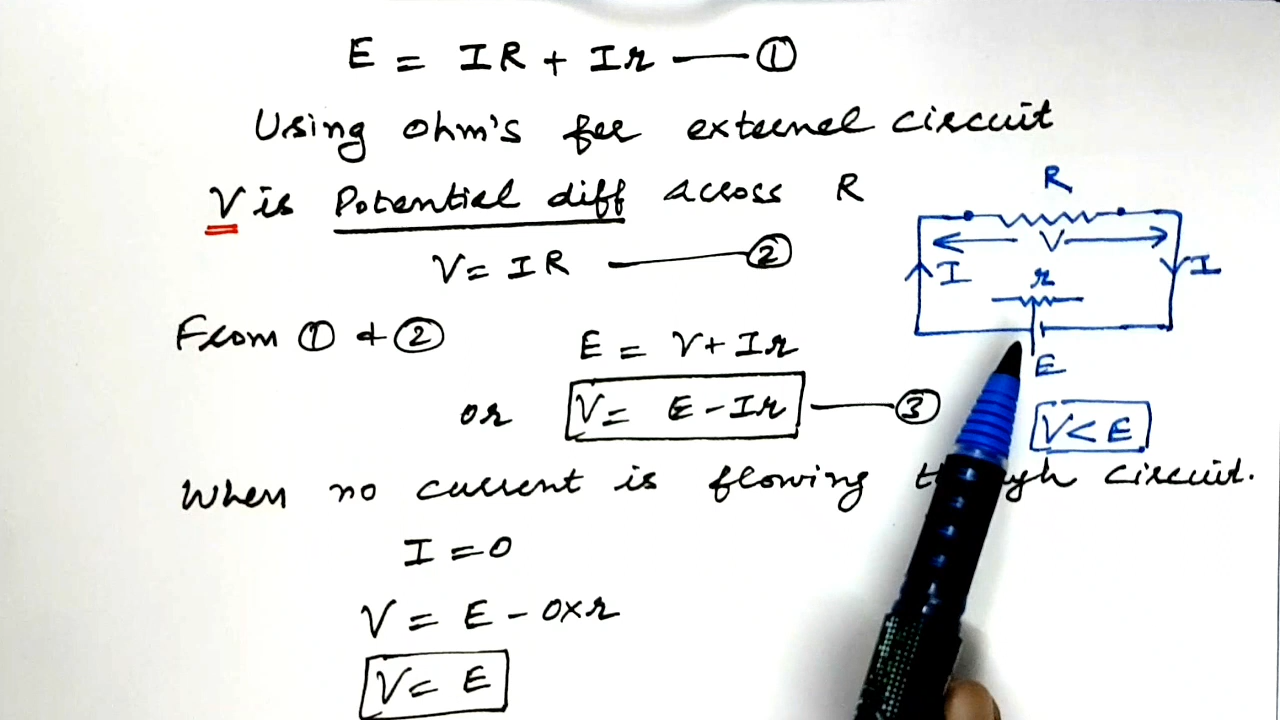 E = IR + Ir — ①
Using ohm's for external circuit
V is Potential diff across R
V = IR — ②
From ① & ②
E = V + Ir
or V = E - Ir — ③
When no current is flowing circuit.
I = 0
V = E - 0×r
V = E
R
V
I
I
r
E
V < E